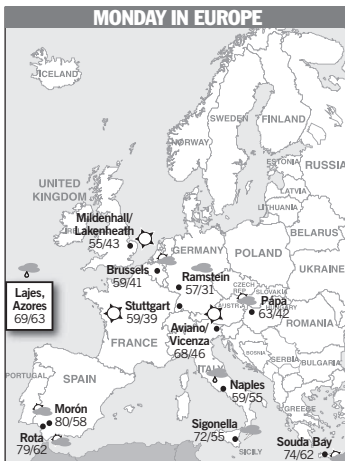 MONDAY IN EUROPE
ICELAND
SWEDEN
FINLAND
NORWAY
ESTONIA
RUSSIA
LATVIA
LITHUANIA
UNITED
KINGDOM
Mildenhall/
Lakenheath
55/43
BELARUS
GERMANY
POLAND
UKRAINE
Brussels
59/41
Ramstein
57/31
CZECH
REP.
SLOVAKIA
Lajes,
Azores
69/63
Stuttgart
59/39
Pápa
63/42
ROMANIA
Aviano/
Vicenza
68/46
FRANCE
BOSNIA
SERBIA
BULGARIA
ITALY
PORTUGAL
SPAIN
Naples
59/55
Morón
80/58
GREECE
Sigonella
72/55
Rota
79/62
SICILY
Souda Bay
74/62